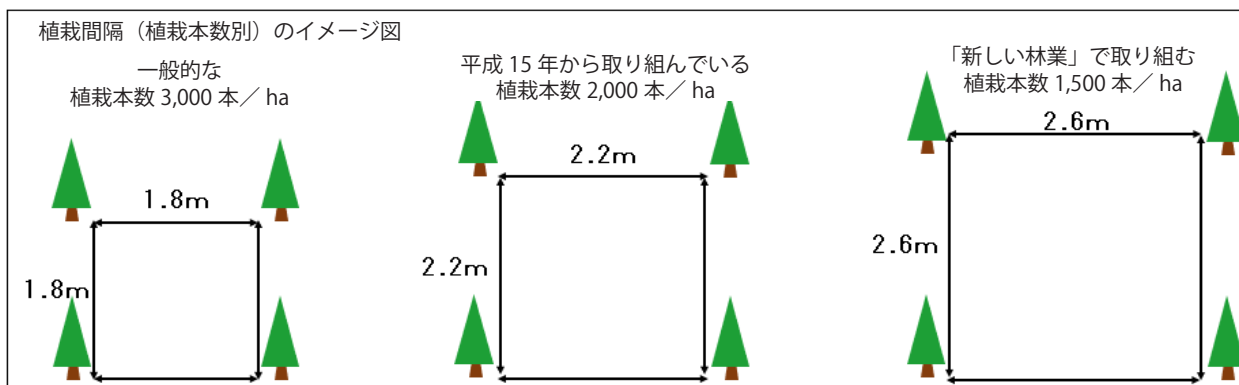 植栽間隔（植栽本数別）のイメージ図
一般的な
植栽本数 3,000 本／ ha
1.8m
1.8m
平成 15 年から取り組んでいる
植栽本数 2,000 本／ ha
2.2m
2.2m
「新しい林業」で取り組む
植栽本数 1,500 本／ ha
2.6m
2.6m